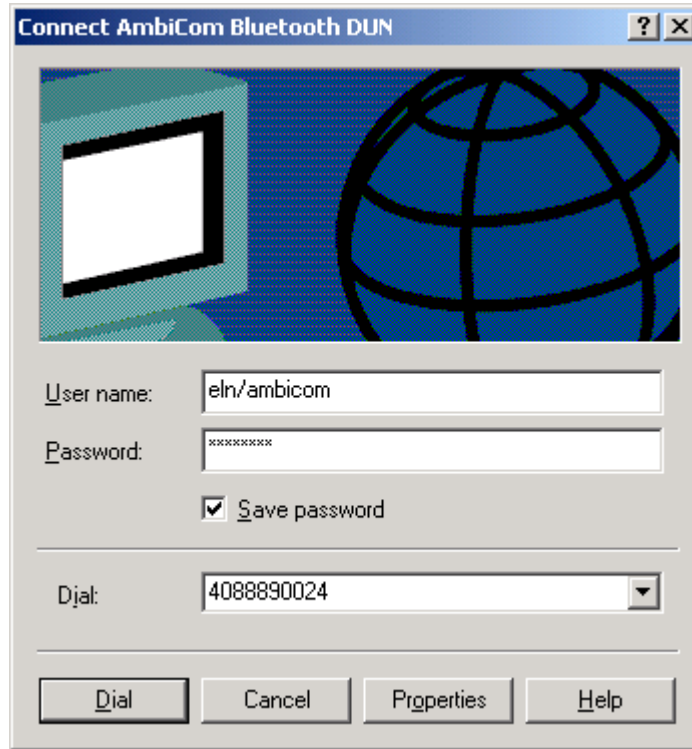 Connect AmbiCom Bluetooth DUN
User name: eln/ambicom
Password: ********
Save password
Dial: 4088890024
Dial Cancel Properties Help